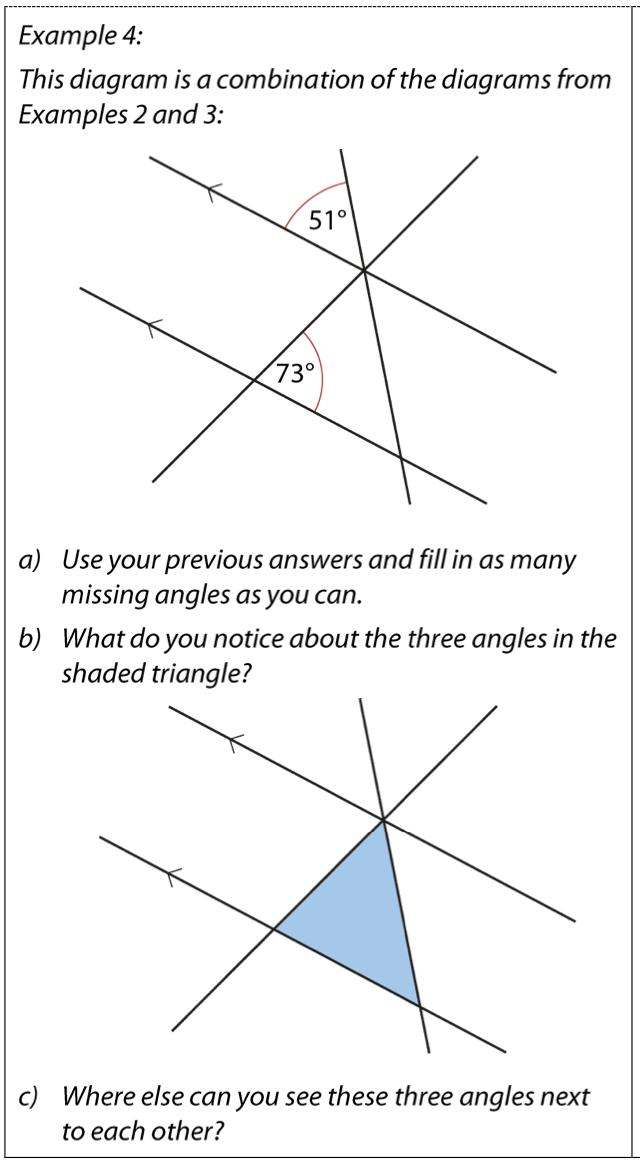 Example 4:
This diagram is a combination of the diagrams from
Examples 2 and 3:
51°
73°
a) Use your previous answers and fill in as many
missing angles as you can.
b) What do you notice about the three angles in the
shaded triangle?
c) Where else can you see these three angles next
to each other?